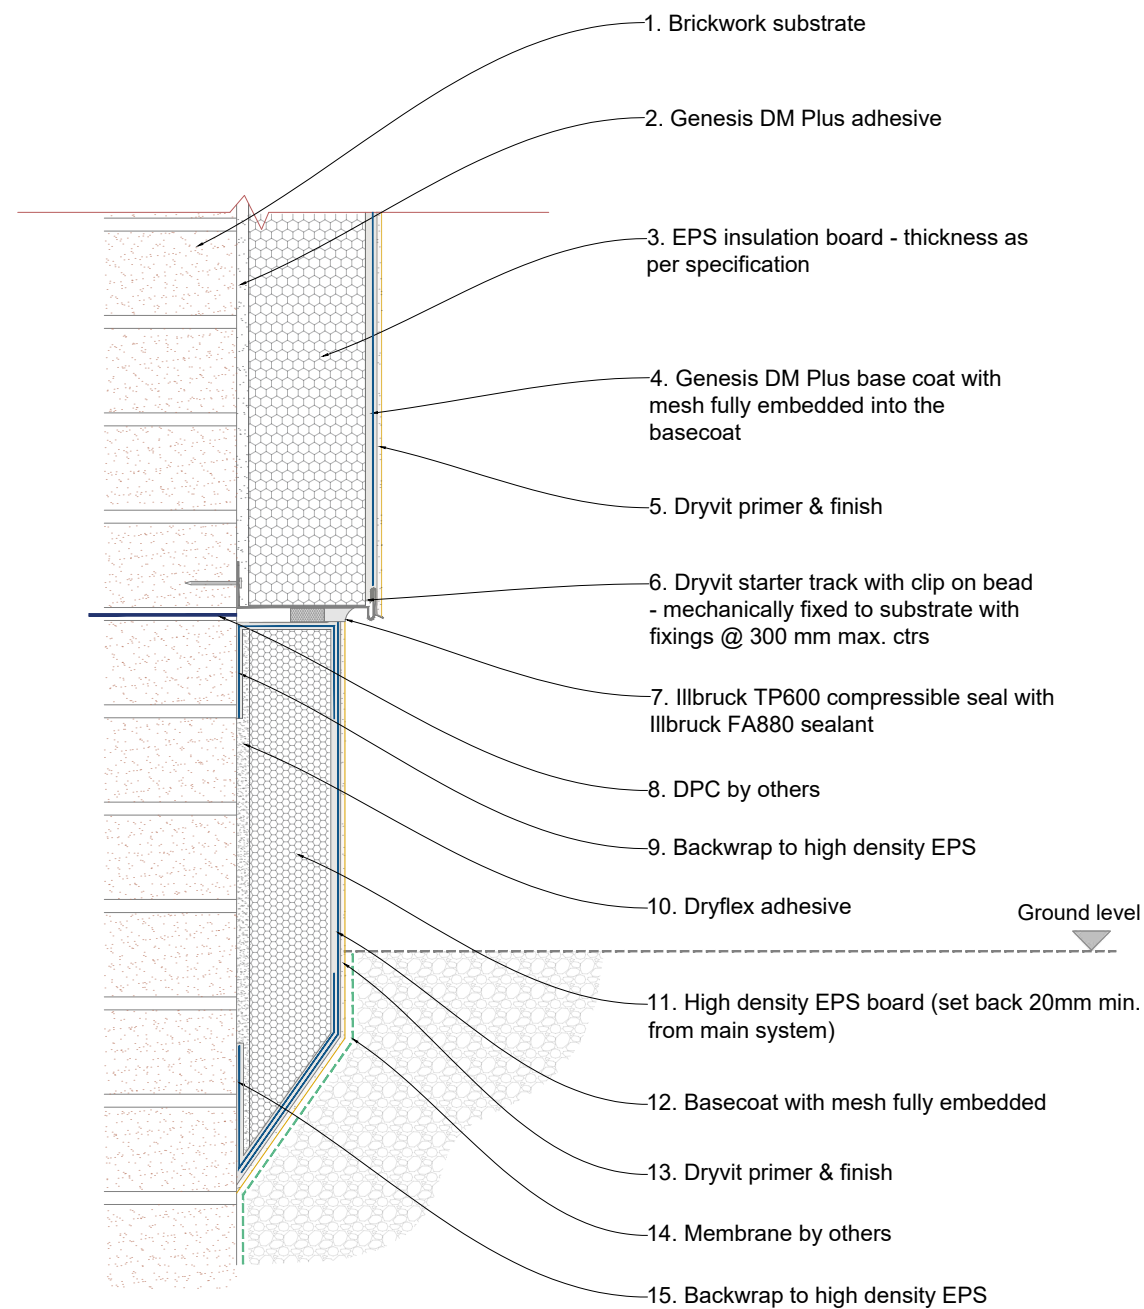 1. Brickwork substrate
2. Genesis DM Plus adhesive
3. EPS insulation board - thickness as
per specification
4. Genesis DM Plus base coat with
mesh fully embedded into the
basecoat
5. Dryvit primer & finish
6. Dryvit starter track with clip on bead
- mechanically fixed to substrate with
fixings @ 300 mm max. ctrs
7. Illbruck TP600 compressible seal with
Illbruck FA880 sealant
8. DPC by others
9. Backwrap to high density EPS
10. Dryflex adhesive
Ground level
11. High density EPS board (set back 20mm min.
from main system)
12. Basecoat with mesh fully embedded
13. Dryvit primer & finish
14. Membrane by others
15. Backwrap to high density EPS